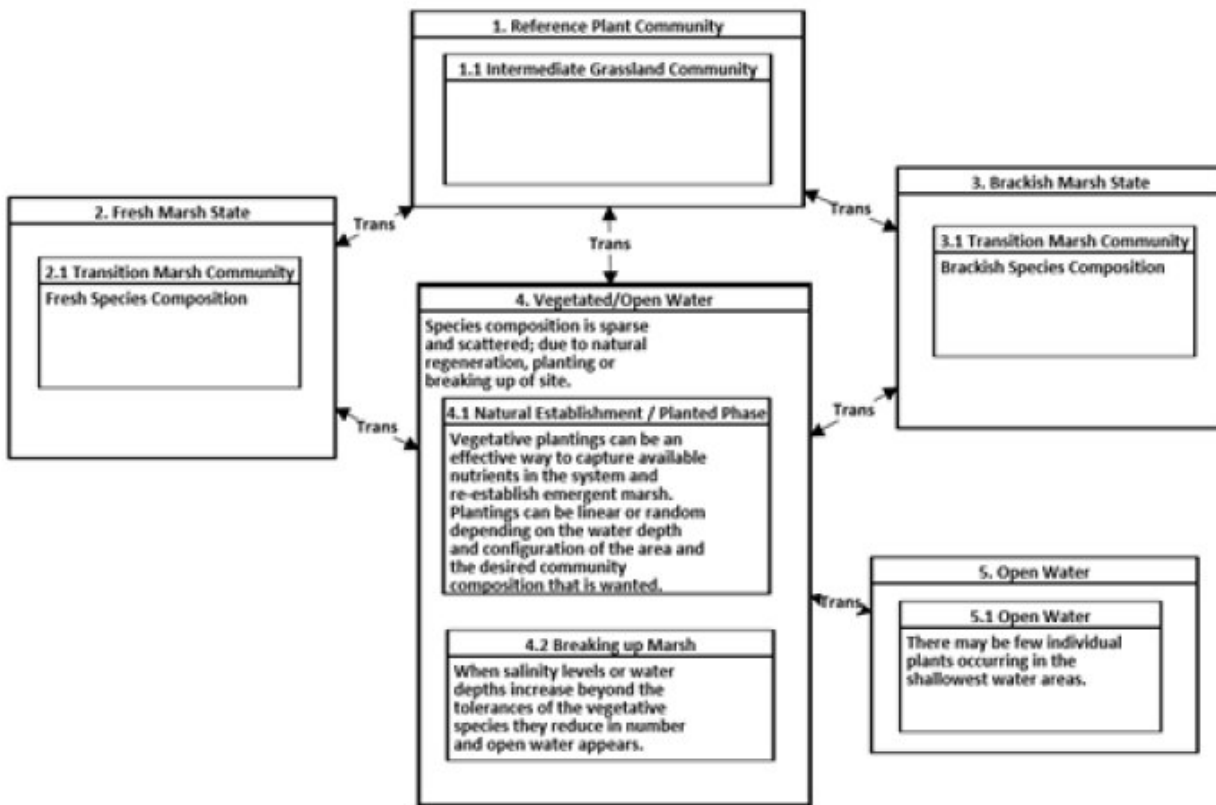 1. Reference Plant Community
1.1 Intermediate Grassland Community
2. Fresh Marsh State
2.1 Transition Marsh Community
Fresh Species Composition
Trans
Trans
Trans
3. Brackish Marsh State
3.1 Transition Marsh Community
Brackish Species Composition
4. Vegetated/Open Water
Species composition is sparse
and scattered; due to natural
regeneration, planting or
breaking up of site.
Trans
Trans
4.1 Natural Establishment / Planted Phase
Vegetative plantings can be an
effective way to capture available
nutrients in the system and
re-establish emergent marsh.
Plantings can be linear or random
depending on the water depth
and configuration of the area and
the desired community
composition that is wanted.
4.2 Breaking up Marsh
When salinity levels or water
depths increase beyond the
tolerances of the vegetative
species they reduce in number
and open water appears.
Trans
5. Open Water
5.1 Open Water
There may be few individual
plants occurring in the
shallowest water areas.